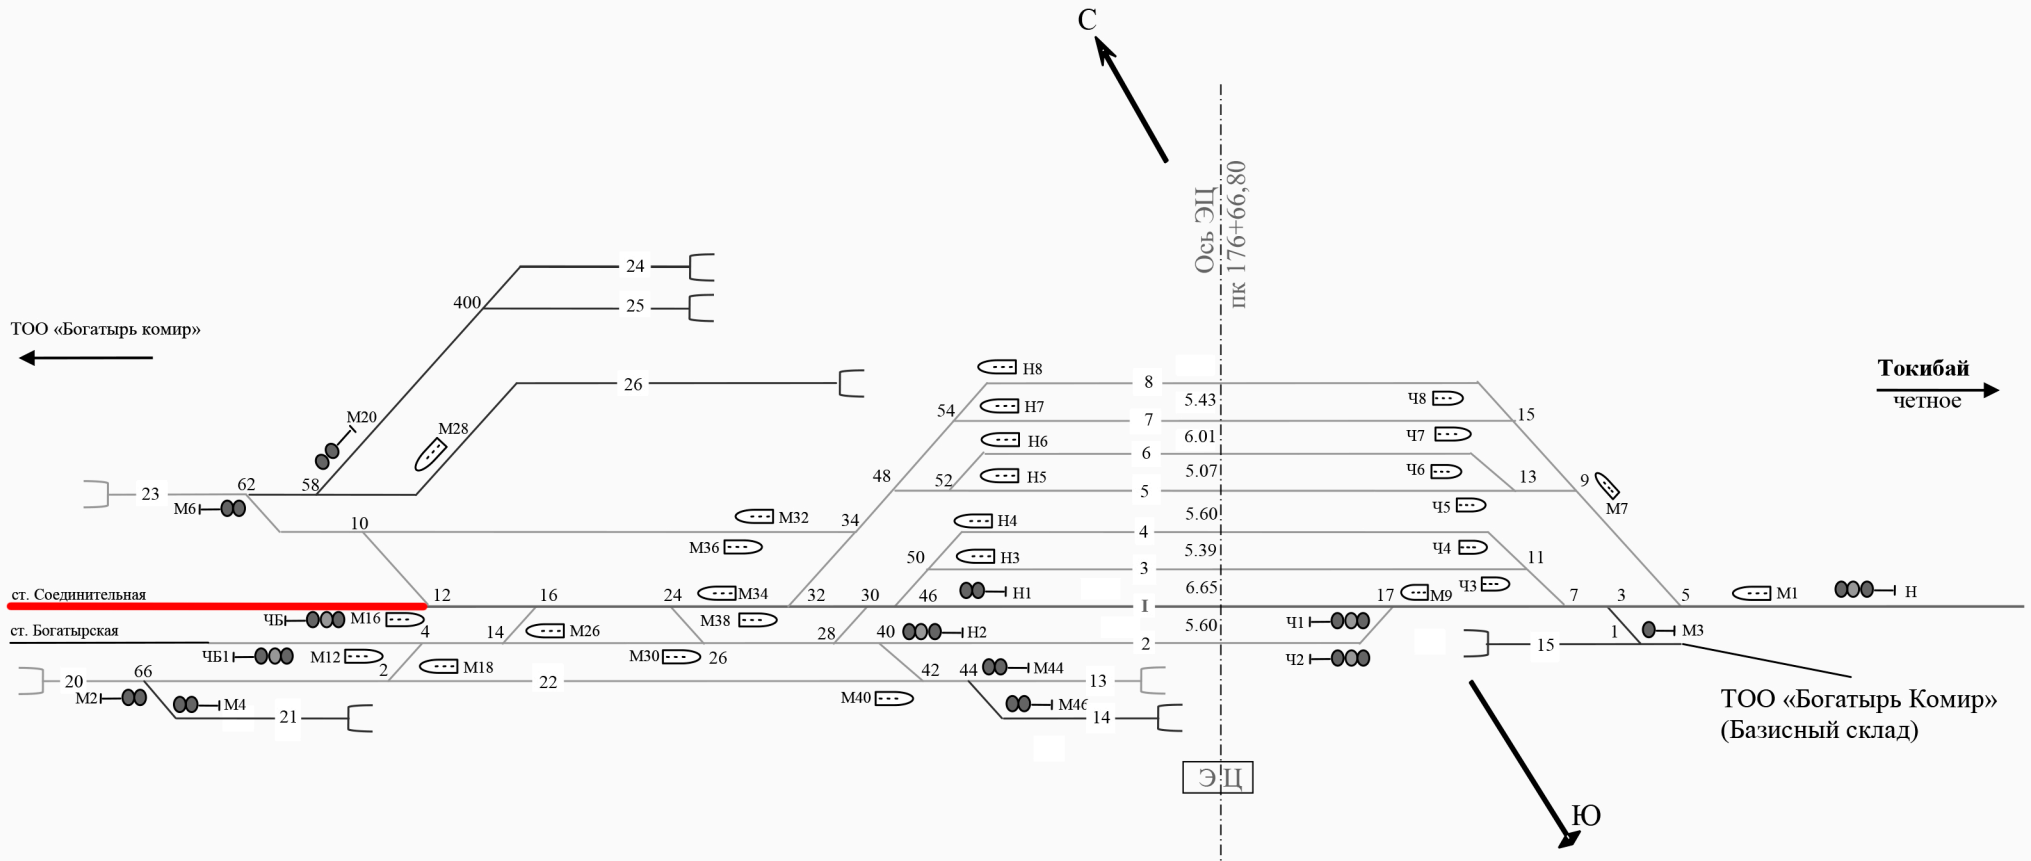 С
Ось ЭЦ
пк 176+66,80
24
400
25
ТОО «Богатырь комир»
26
М20
М28
Н8
8
Токибай
четное
5.43
Ч8
54
Н7
7
15
6.01
Ч7
Н6
6
5.07
Ч6
48
52
Н5
5
13
9
62
58
23
М6
5.60
Ч5
М7
10
М32
34
Н4
4
М36
5.39
Ч4
50
Н3
3
11
6.65
Ч3
ст. Соединительная
12
16
24
М34
32
30
46
Н1
I
17
М9
7
3
5
М1
Н
ЧБ
М16
М38
5.60
Ч1
ст. Богатырская
4
14
М26
28
40
Н2
2
1
М3
15
ЧБ1
М12
М30
26
Ч2
66
2
М18
42
44
М44
20
22
13
М2
М4
М40
М46
21
14
ТОО «Богатырь Комир»
(Базисный склад)
ЭЦ
Ю